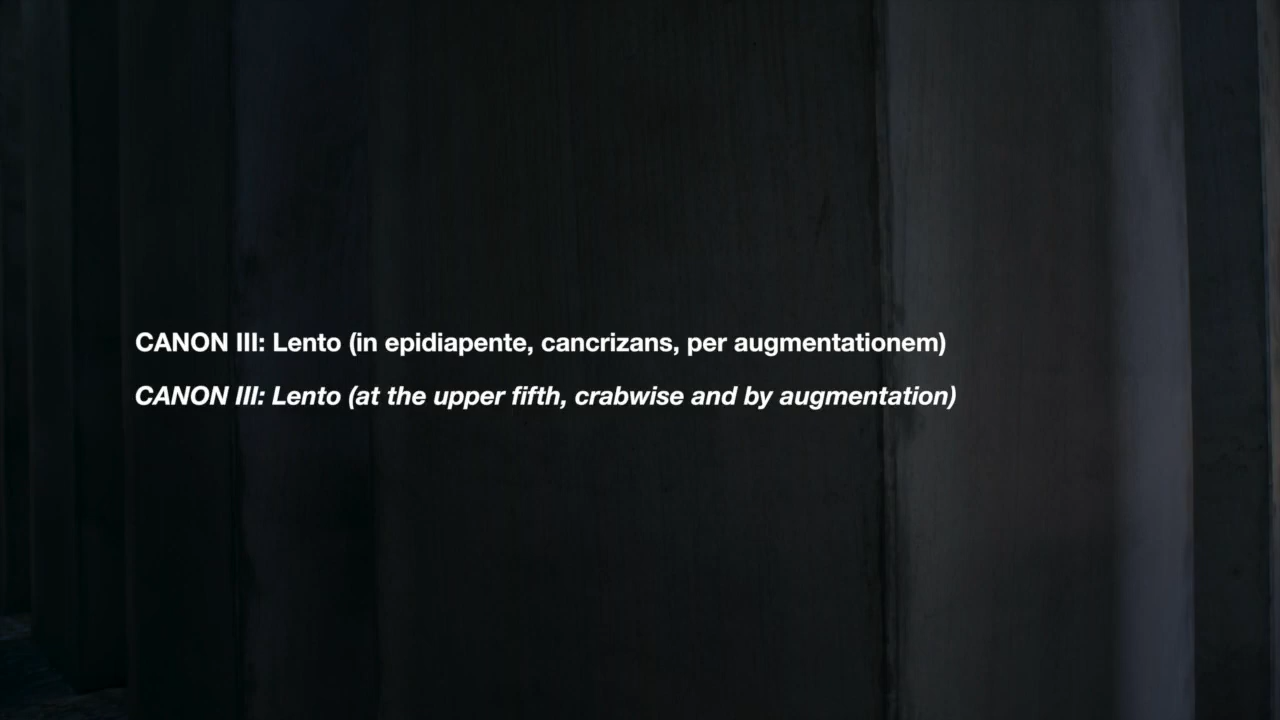 CANON III: Lento (in epidiapente, cancrizans, per augmentationem)
CANON III: Lento (at the upper fifth, crabwise and by augmentation)